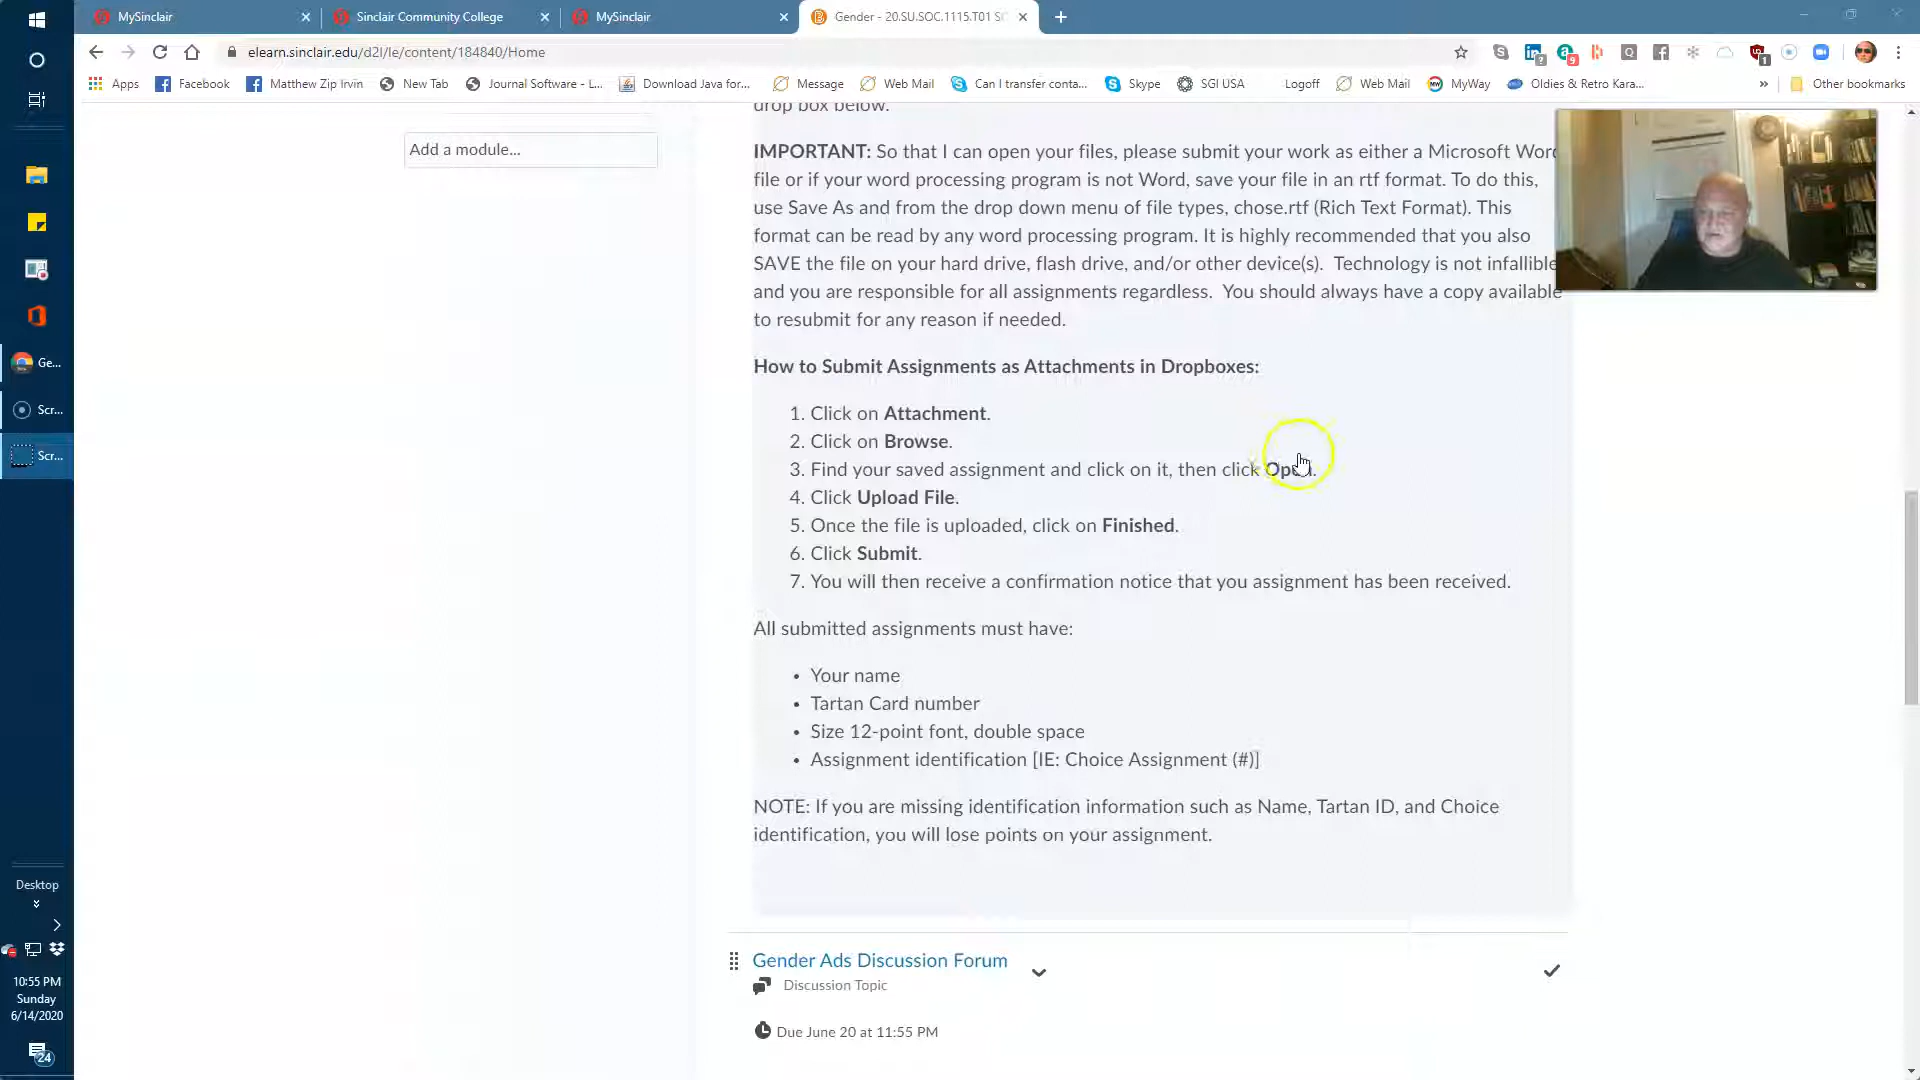 MySinclair
Sinclair Community College
MySinclair
Gender - 20.SU.SOC.1115.T01 SC
elearn.sinclair.edu/d2l/le/content/184840/Home
Apps
Facebook
Matthew Zip Irvin
New Tab
Journal Software - L...
Download Java for...
Message
Web Mail
Can I transfer conta...
Skype
SGI USA
Logoff
Web Mail
MyWay
Oldies & Retro Kara...
»
Other bookmarks
drop box below.
Add a module...
IMPORTANT: So that I can open your files, please submit your work as either a Microsoft Word
file or if your word processing program is not Word, save your file in an rtf format. To do this,
use Save As and from the drop down menu of file types, chose.rtf (Rich Text Format). This
format can be read by any word processing program. It is highly recommended that you also
SAVE the file on your hard drive, flash drive, and/or other device(s). Technology is not infallible
and you are responsible for all assignments regardless. You should always have a copy available
to resubmit for any reason if needed.
How to Submit Assignments as Attachments in Dropboxes:
1. Click on Attachment.
2. Click on Browse.
3. Find your saved assignment and click on it, then click Open.
4. Click Upload File.
5. Once the file is uploaded, click on Finished.
6. Click Submit.
7. You will then receive a confirmation notice that you assignment has been received.
All submitted assignments must have:
• Your name
• Tartan Card number
• Size 12-point font, double space
• Assignment identification [IE: Choice Assignment (#)]
NOTE: If you are missing identification information such as Name, Tartan ID, and Choice
identification, you will lose points on your assignment.
Gender Ads Discussion Forum
Discussion Topic
Due June 20 at 11:55 PM
Ge...
Scr...
Scr...
Desktop
10:55 PM
Sunday
6/14/2020
24